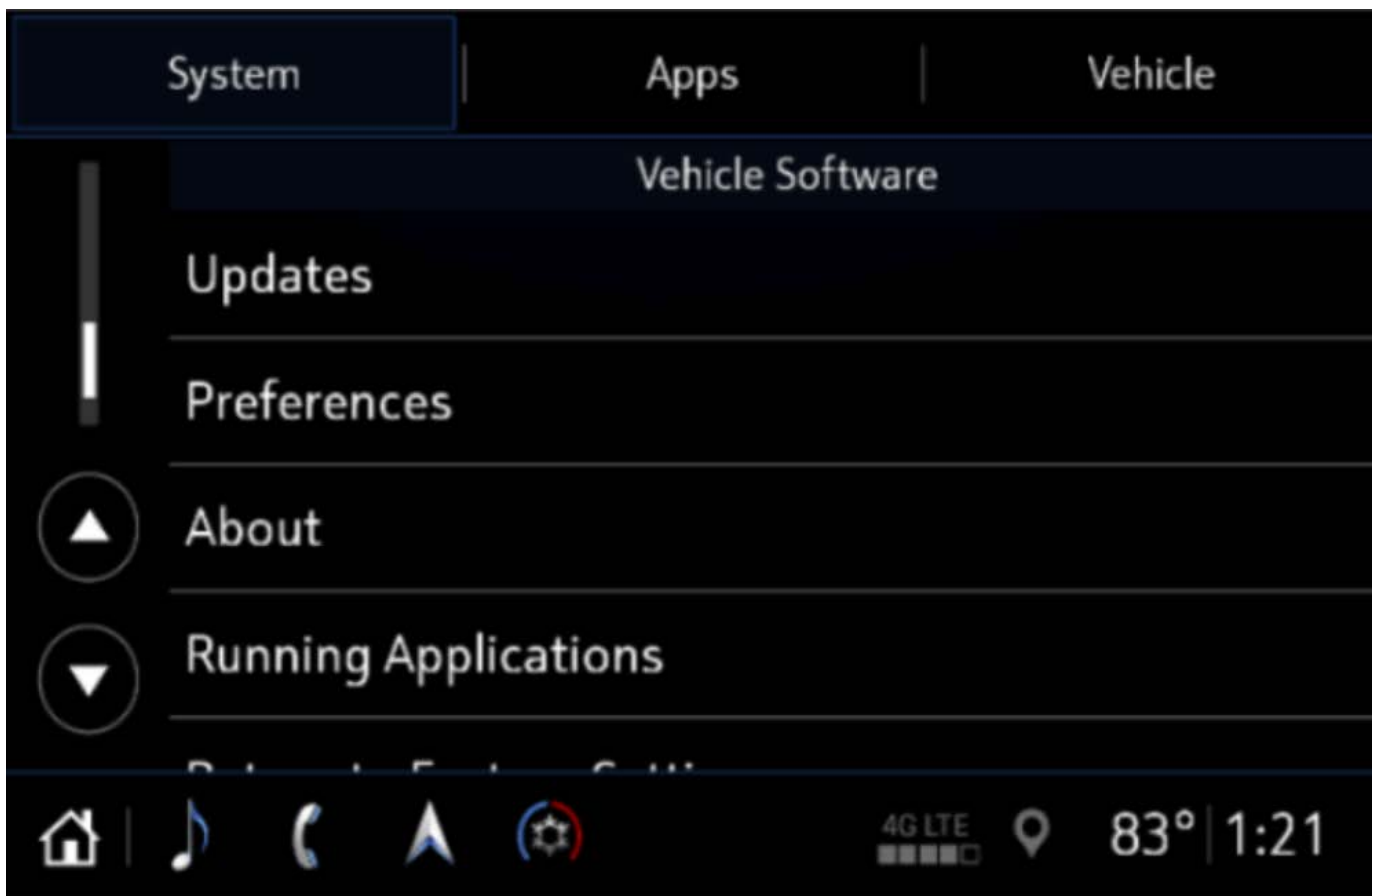 System
Apps
Vehicle
Vehicle Software
Updates
Preferences
About
Running Applications
4G LTE
83° 1:21